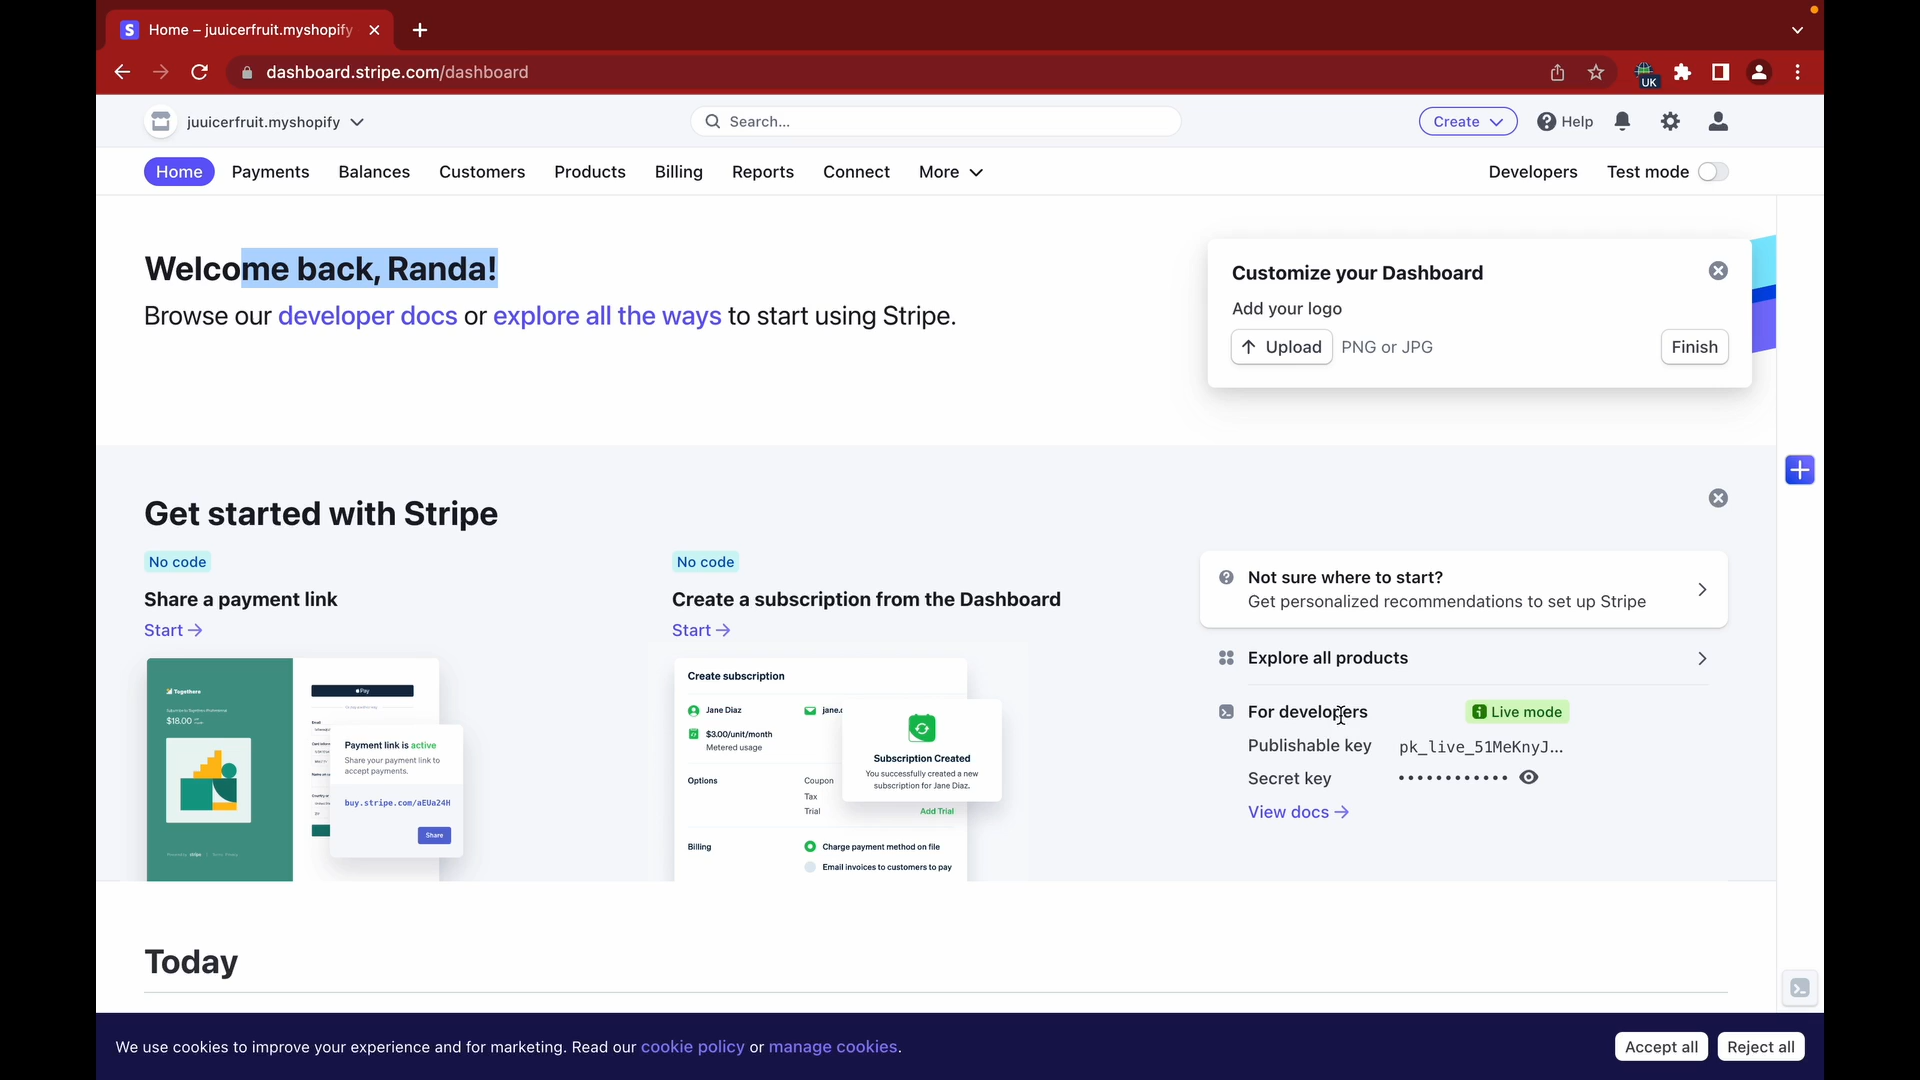 Home – juuicerfruit.myshopify
dashboard.stripe.com/dashboard
UK
juuicerfruit.myshopify
Search...
Create
Help
Home
Payments
Balances
Customers
Products
Billing
Reports
Connect
More
Developers
Test mode
Welcome back, Randa!
Browse our developer docs or explore all the ways to start using Stripe.
Customize your Dashboard
Add your logo
Upload
PNG or JPG
Finish
Get started with Stripe
No code
Share a payment link
Start →
Togethere
$18.00
Pay
Payment link is active
Share your payment link to
accept payments.
buy.stripe.com/aEUa24H
Share
No code
Create a subscription from the Dashboard
Start →
Create subscription
Jane Diaz
jane.
$3.00/unit/month
Metered usage
Options
Coupon
Tax
Trial
Add Trial
Subscription Created
You successfully created a new
subscription for Jane Diaz.
Billing
Charge payment method on file
Email invoices to customers to pay
Not sure where to start?
Get personalized recommendations to set up Stripe
Explore all products
For developers
Live mode
Publishable key
pk_live_51MeKnyJ...
Secret key
••••••••••••
View docs →
Today
We use cookies to improve your experience and for marketing. Read our cookie policy or manage cookies.
Accept all
Reject all